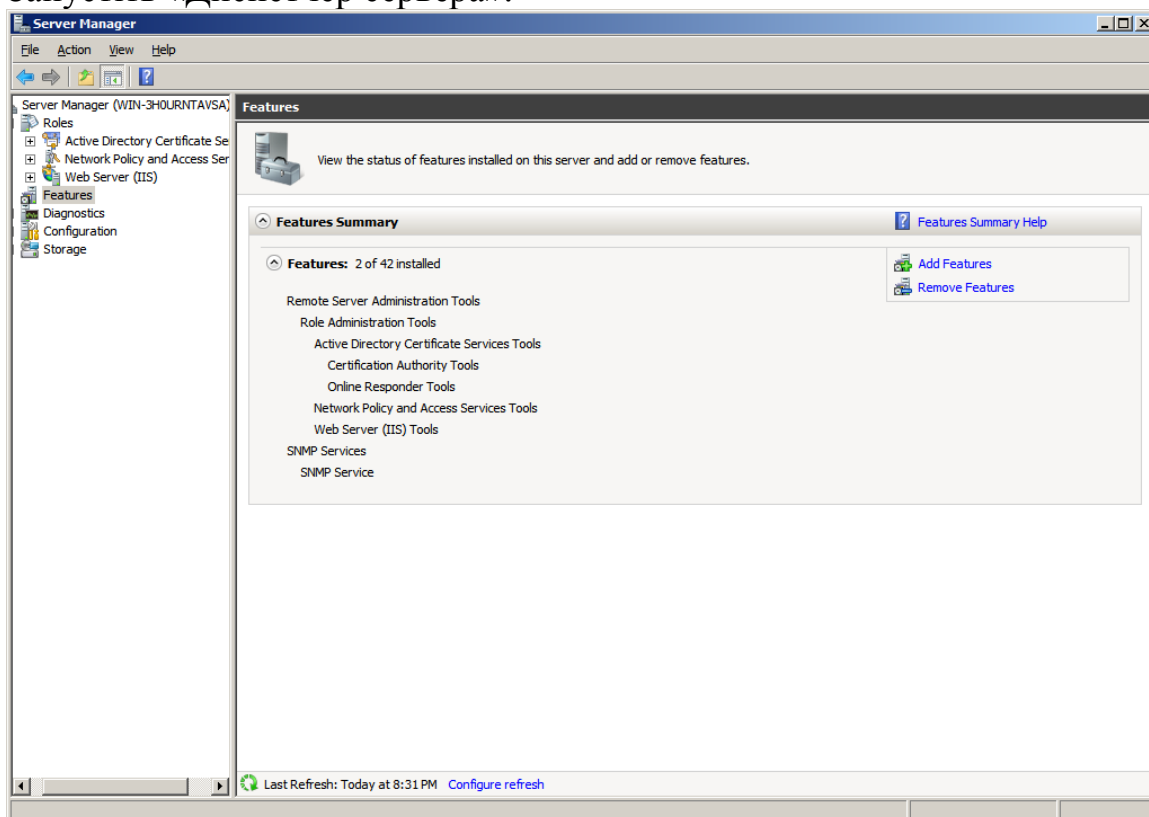 Запустить «Диспетчер сервера».
Server Manager
File Action View Help
Server Manager (WIN-3H0URNTAVSA)
Roles
Active Directory Certificate Se
Network Policy and Access Ser
Web Server (IIS)
Features
Diagnostics
Configuration
Storage
Features
View the status of features installed on this server and add or remove features.
Features Summary
Features Summary Help
Features: 2 of 42 installed
Add Features
Remove Features
Remote Server Administration Tools
Role Administration Tools
Active Directory Certificate Services Tools
Certification Authority Tools
Online Responder Tools
Network Policy and Access Services Tools
Web Server (IIS) Tools
SNMP Services
SNMP Service
Last Refresh: Today at 8:31 PM Configure refresh